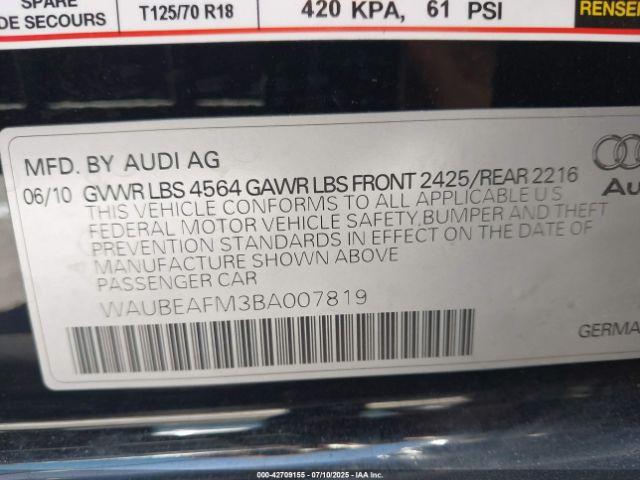 SPARE
DE SECOURS
T125/70 R18
420 KPA, 61 PSI
RENSEI
MFD. BY AUDI AG
06/10 GVWR LBS 4564 GAWR LBS FRONT 2425/REAR 2216
THIS VEHICLE CONFORMS TO ALL APPLICABLE U S
FEDERAL MOTOR VEHICLE SAFETY,BUMPER AND THEFT
PREVENTION STANDARDS IN EFFECT ON THE DATE OF
MANUFACTURE SHOWN ABOVE
PASSENGER CAR
WAUBEAFM3BA007819
Au
GERMA
000-42709155 - 07/10/2025 - IAA Inc.